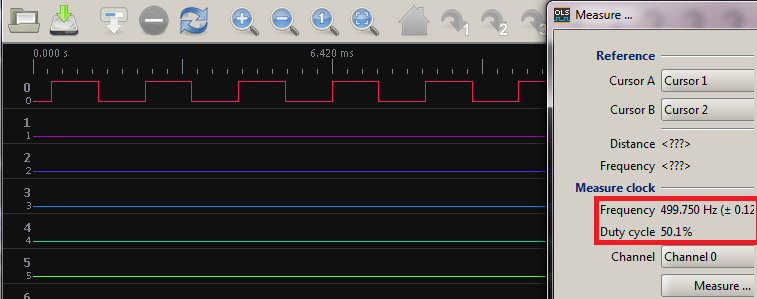 OLS Measure ...
0.000 s 6.420 ms
Reference
Cursor A Cursor 1
Cursor B Cursor 2
Distance <???>
Frequency <???>
Measure clock
Frequency 499.750 Hz (± 0.12
Duty cycle 50.1%
Channel Channel 0
Measure ...
1
1
2
3
0
0
1
1
2
2
3
3
4
4
5
5
6